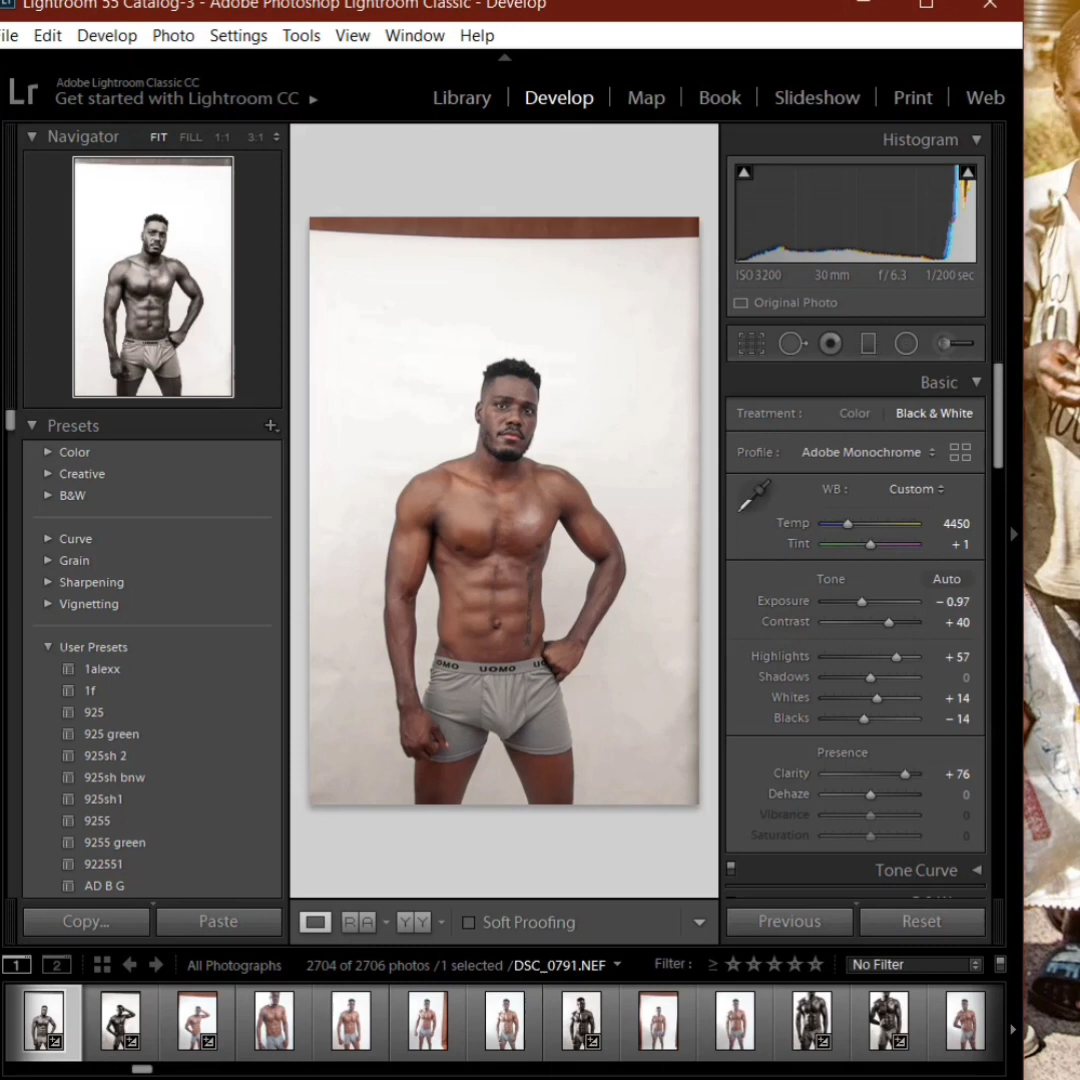 Lightroom 55 Catalog-3 - Adobe Photoshop Lightroom Classic - Develop
File Edit Develop Photo Settings Tools View Window Help
Lr
Adobe Lightroom Classic CC
Get started with Lightroom CC ▸
Library | Develop | Map | Book | Slideshow | Print | Web
Navigator FIT FILL 1:1 3:1
Presets +
Color
Creative
B&W
Curve
Grain
Sharpening
Vignetting
User Presets
1alexx
1f
925
925 green
925sh 2
925sh bnw
925sh1
9255
9255 green
922551
AD B G
Copy... Paste
OMO UOMO UO
R A Y Y Soft Proofing
Histogram
ISO 3200 30 mm f / 6.3 1/200 sec
Original Photo
Basic
Treatment : Color Black & White
Profile : Adobe Monochrome
WB : Custom
Temp 4450
Tint + 1
Tone Auto
Exposure − 0.97
Contrast + 40
Highlights + 57
Shadows 0
Whites + 14
Blacks − 14
Presence
Clarity + 76
Dehaze 0
Vibrance 0
Saturation 0
Tone Curve
Previous Reset
1 2 All Photographs 2704 of 2706 photos /1 selected /DSC_0791.NEF Filter : ≥ No Filter